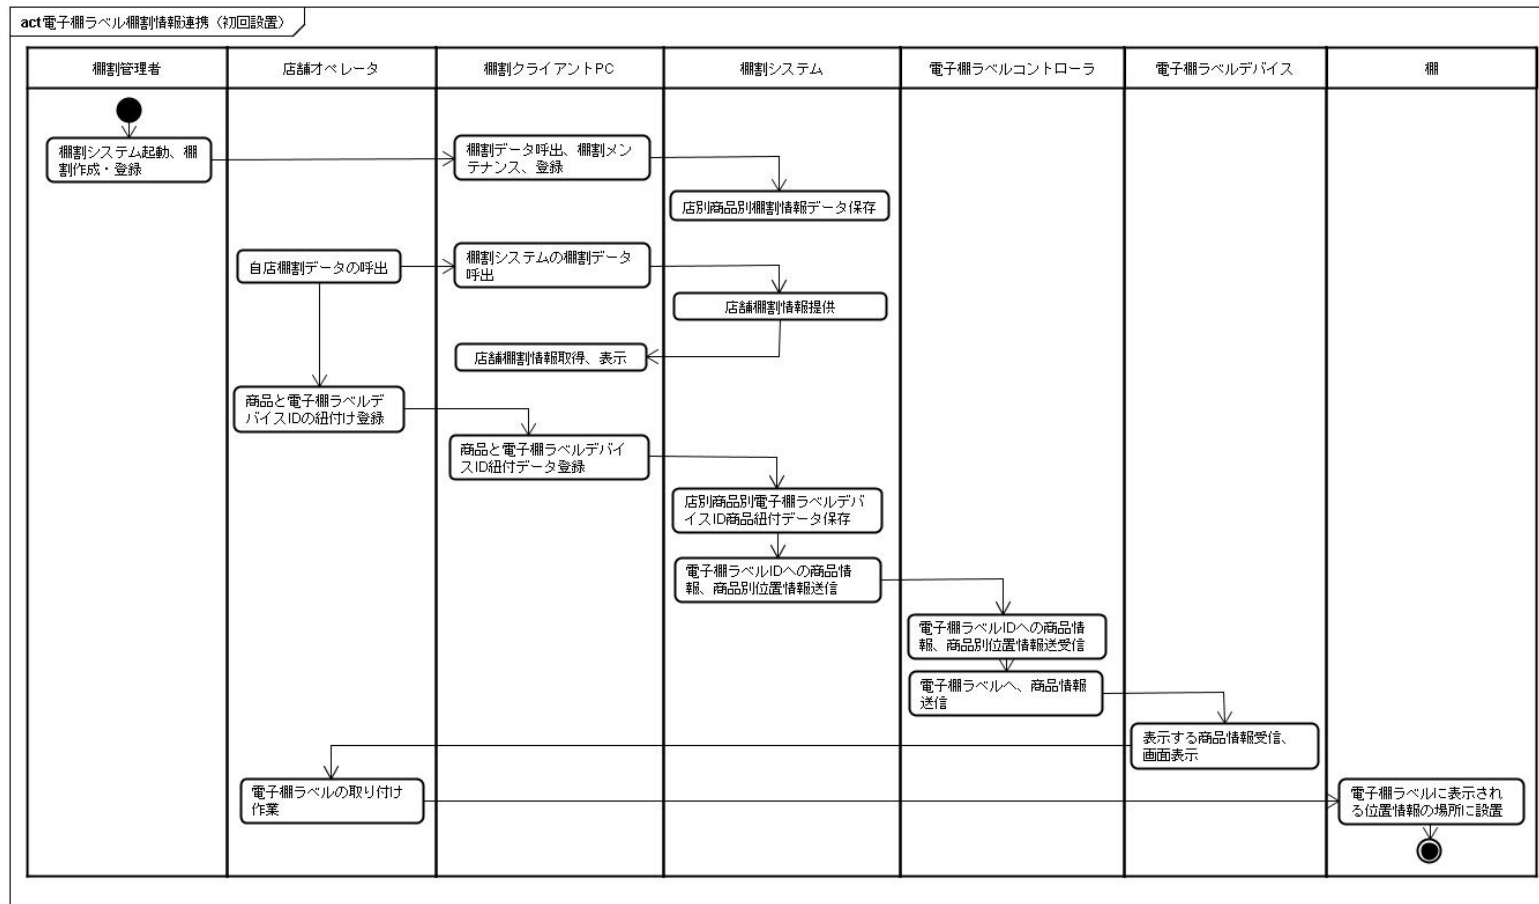 act 電子棚ラベル棚割情報連携（初回設置）
棚割管理者
店舗オペレータ
棚割クライアントPC
棚割システム
電子棚ラベルコントローラ
電子棚ラベルデバイス
棚
棚割システム起動、棚
割作成・登録
棚割データ呼出、棚割メン
テナンス、登録
店別商品別棚割情報データ保存
自店棚割データの呼出
棚割システムの棚割データ
呼出
店舗棚割情報提供
店舗棚割情報取得、表示
商品と電子棚ラベルデ
バイスIDの紐付け登録
商品と電子棚ラベルデバイ
スID紐付データ登録
店別商品別電子棚ラベルデバ
イスID商品紐付データ保存
電子棚ラベルIDへの商品情
報、商品別位置情報送信
電子棚ラベルIDへの商品情
報、商品別位置情報送受信
電子棚ラベルへ、商品情報
送信
表示する商品情報受信、
画面表示
電子棚ラベルの取り付け
作業
電子棚ラベルに表示され
る位置情報の場所に設置